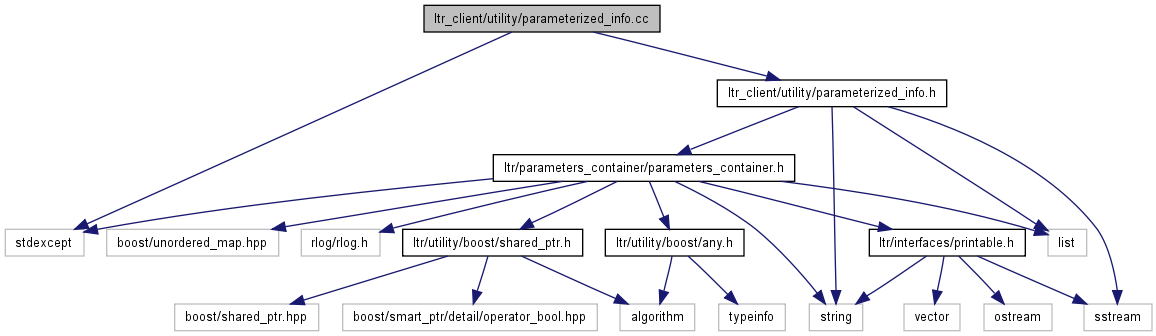 ltr_client/utility/parameterized_info.cc
ltr_client/utility/parameterized_info.h
ltr/parameters_container/parameters_container.h
stdexcept
boost/unordered_map.hpp
rlog/rlog.h
ltr/utility/boost/shared_ptr.h
ltr/utility/boost/any.h
ltr/interfaces/printable.h
list
boost/shared_ptr.hpp
boost/smart_ptr/detail/operator_bool.hpp
algorithm
typeinfo
string
vector
ostream
sstream